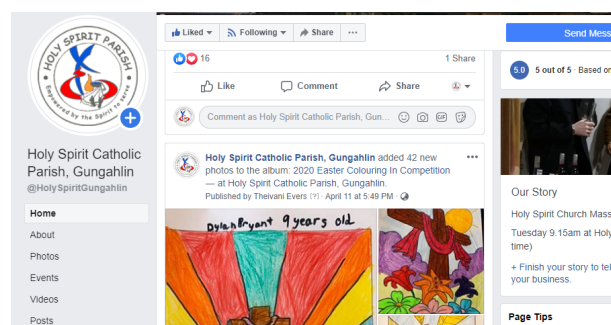 HOLY SPIRIT PARISH
Empowered by the Spirit to Serve
Holy Spirit Catholic
Parish, Gungahlin
@HolySpiritGungahlin
Home
About
Photos
Events
Videos
Posts
Liked
Following
Share
16
1 Share
Like
Comment
Share
Comment as Holy Spirit Catholic Parish, Gun...
GIF
Holy Spirit Catholic Parish, Gungahlin added 42 new
photos to the album: 2020 Easter Colouring In Competition
— at Holy Spirit Catholic Parish, Gungahlin.
Published by Theivani Evers [?] · April 11 at 5:49 PM ·
Dylan Bryant 9 years old
Send Mess
5.0 5 out of 5 · Based on
Our Story
Holy Spirit Church Mass
Tuesday 9.15am at Holy
time)
+ Finish your story to tel
your business.
Page Tips